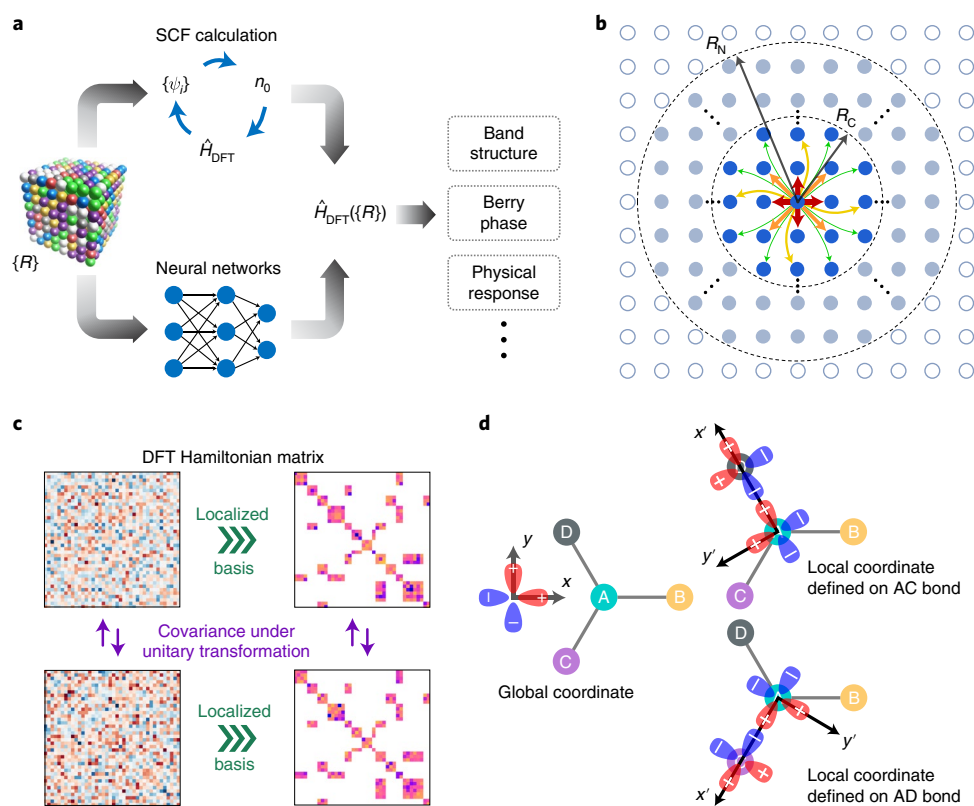 a
SCF calculation
{ψi}
n0
ĤDFT
{R}
Neural networks
ĤDFT({R})
Band
structure
Berry
phase
Physical
response
b
RN
RC
c
DFT Hamiltonian matrix
Localized
basis
Covariance under
unitary transformation
Localized
basis
d
D
y
x
A
B
C
Global coordinate
x′
y′
B
C
Local coordinate
defined on AC bond
D
B
y′
x′
Local coordinate
defined on AD bond